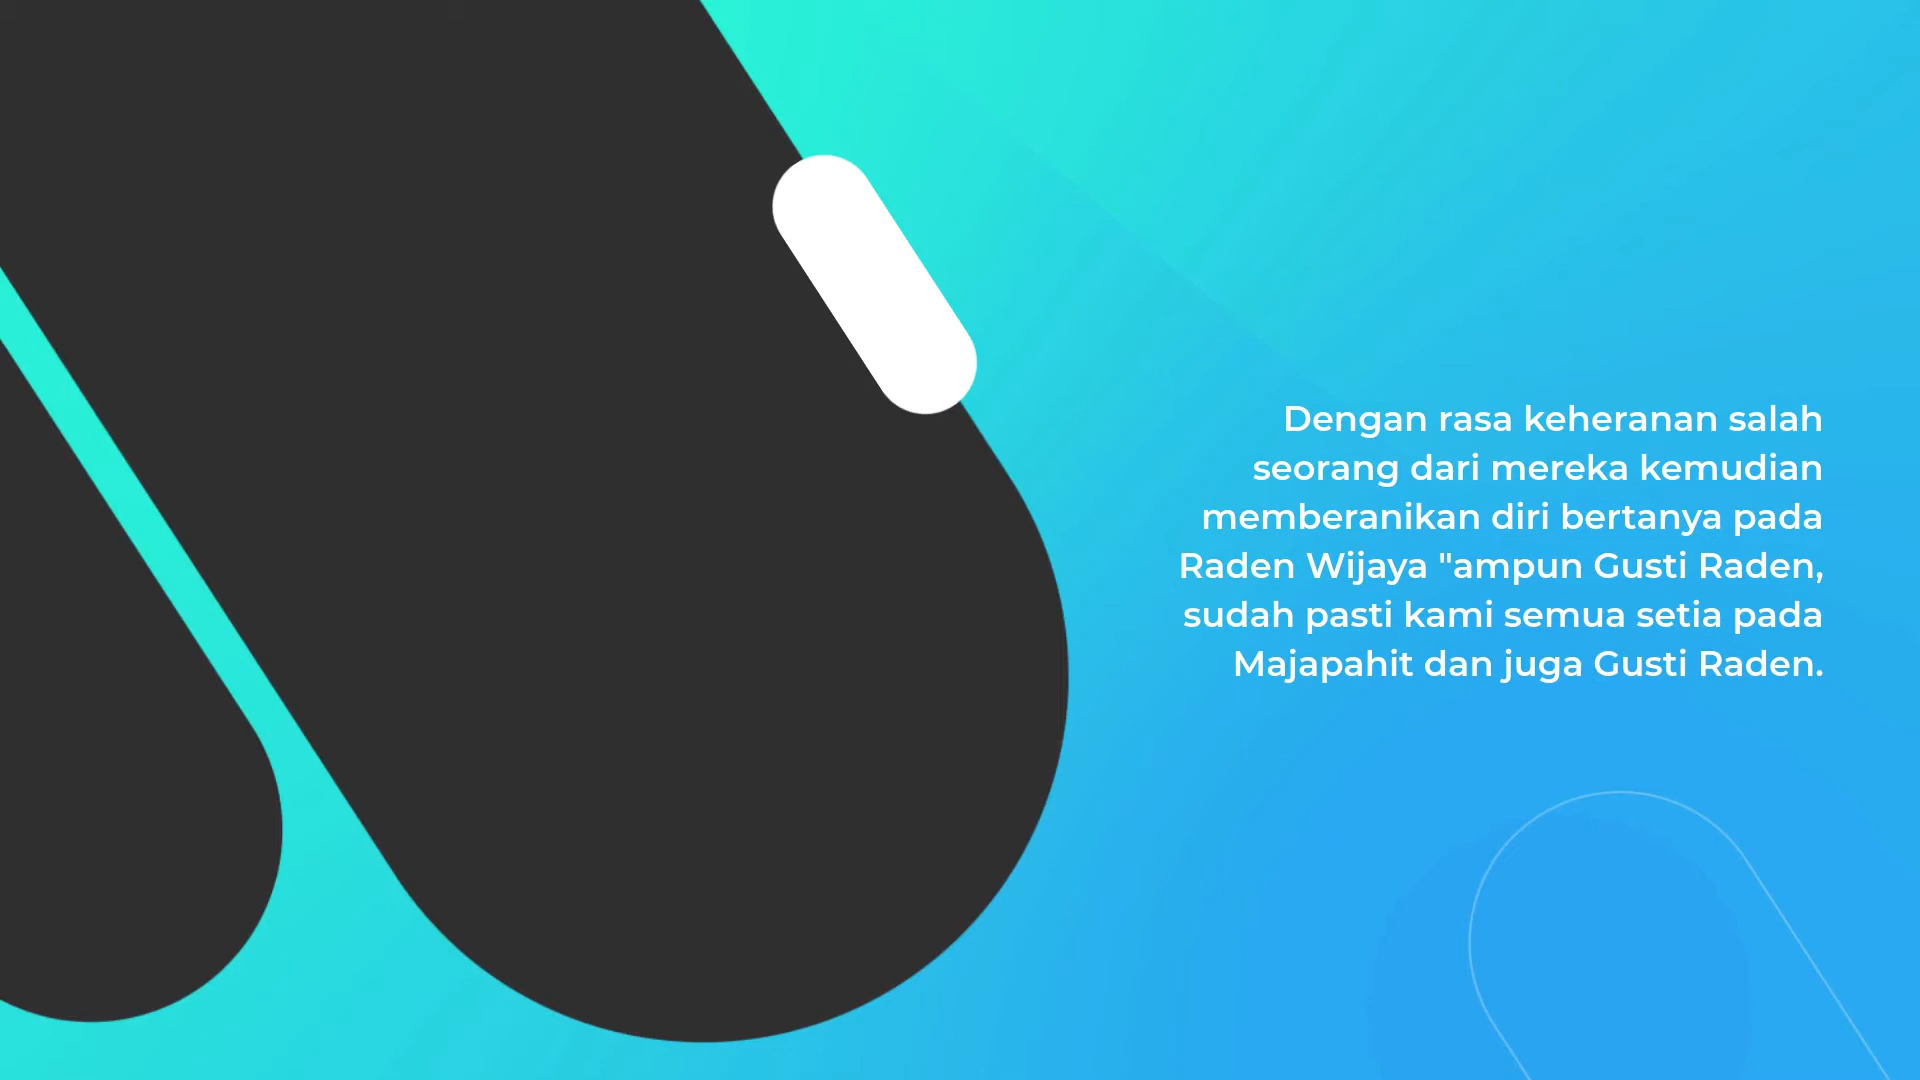 Dengan rasa keheranan salah
seorang dari mereka kemudian
memberanikan diri bertanya pada
Raden Wijaya "ampun Gusti Raden,
sudah pasti kami semua setia pada
Majapahit dan juga Gusti Raden.